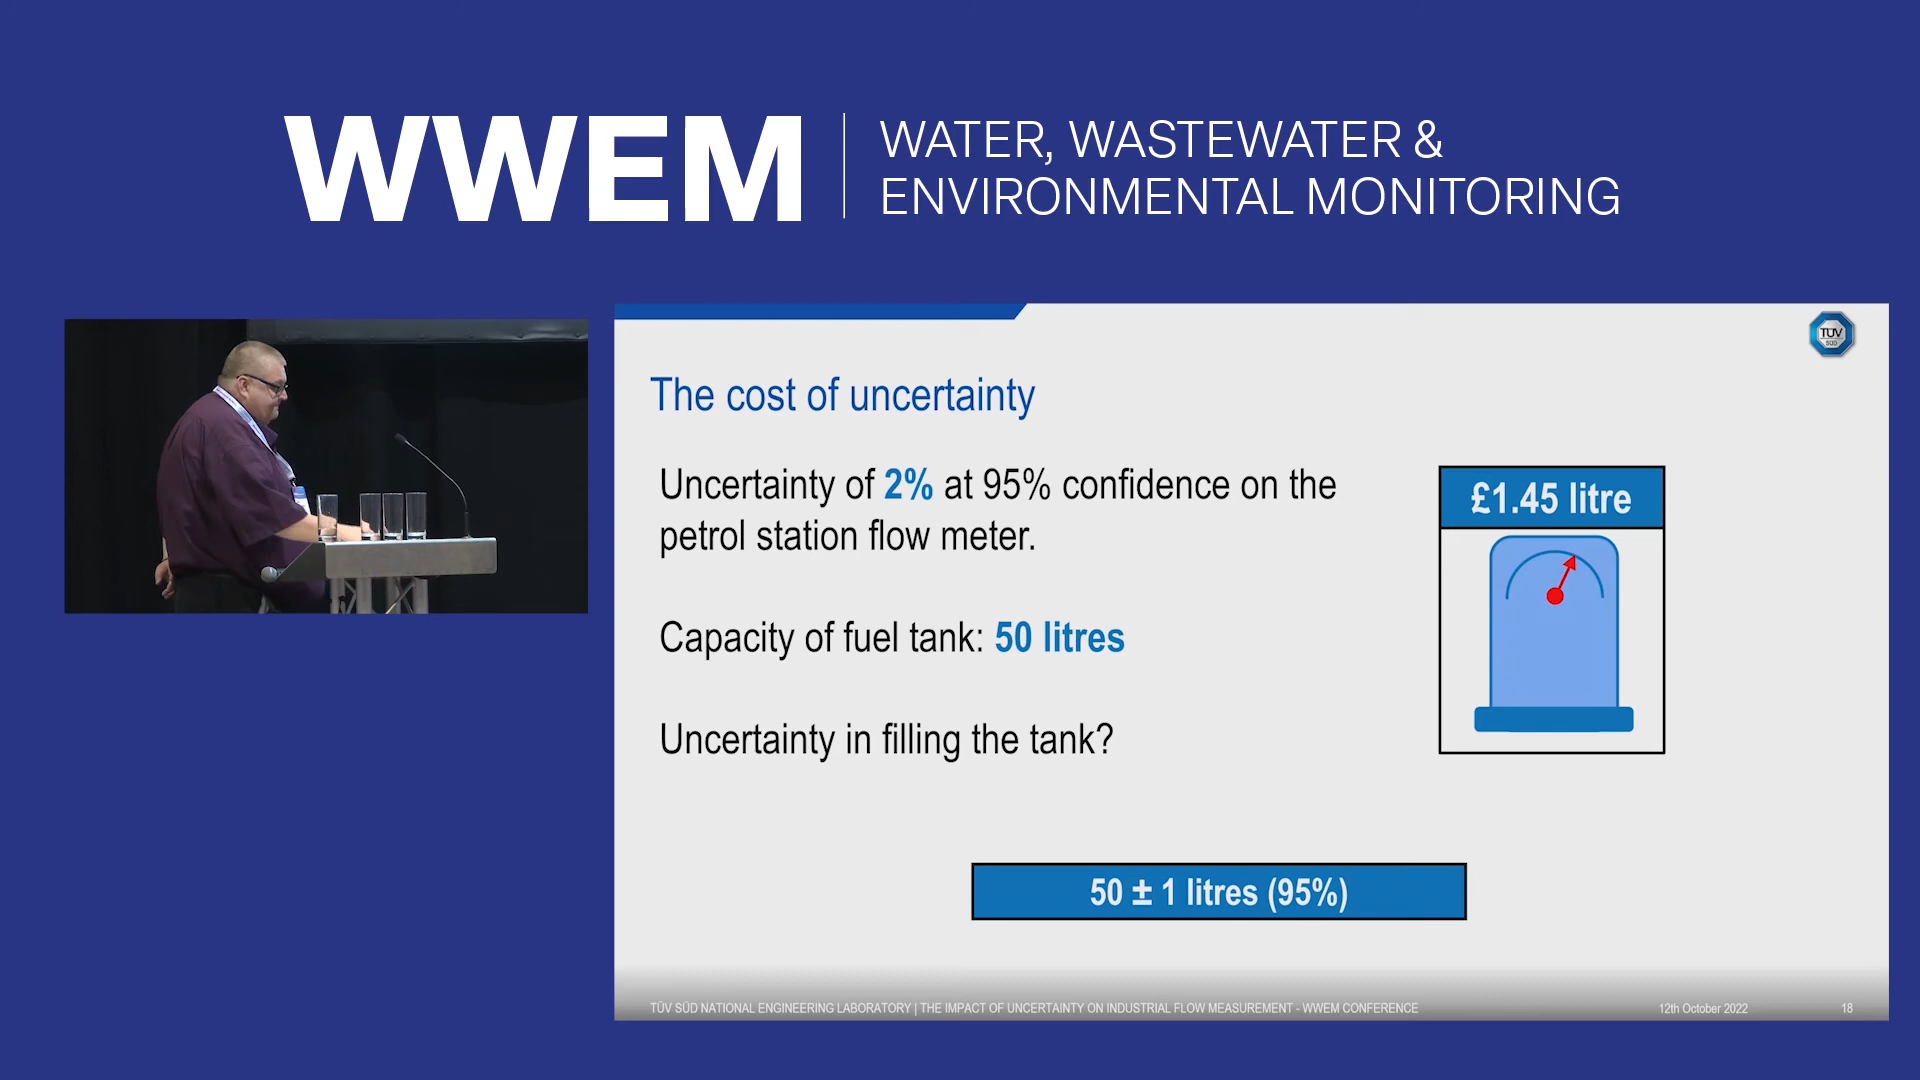 WWEM
WATER, WASTEWATER &
ENVIRONMENTAL MONITORING
TÜV
SÜD
The cost of uncertainty
Uncertainty of 2% at 95% confidence on the
petrol station flow meter.
£1.45 litre
Capacity of fuel tank: 50 litres
Uncertainty in filling the tank?
50 ± 1 litres (95%)
TÜV SÜD NATIONAL ENGINEERING LABORATORY | THE IMPACT OF UNCERTAINTY ON INDUSTRIAL FLOW MEASUREMENT - WWEM CONFERENCE
12th October 2022
18